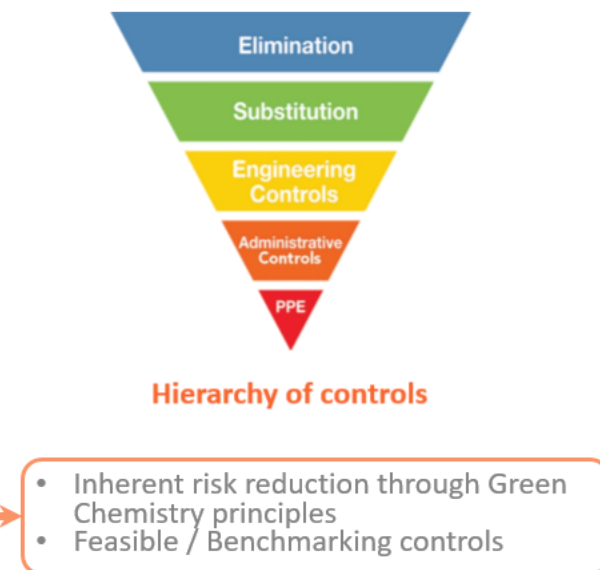 Elimination
Substitution
Engineering
Controls
Administrative
Controls
PPE
Hierarchy of controls
• Inherent risk reduction through Green
Chemistry principles
• Feasible / Benchmarking controls